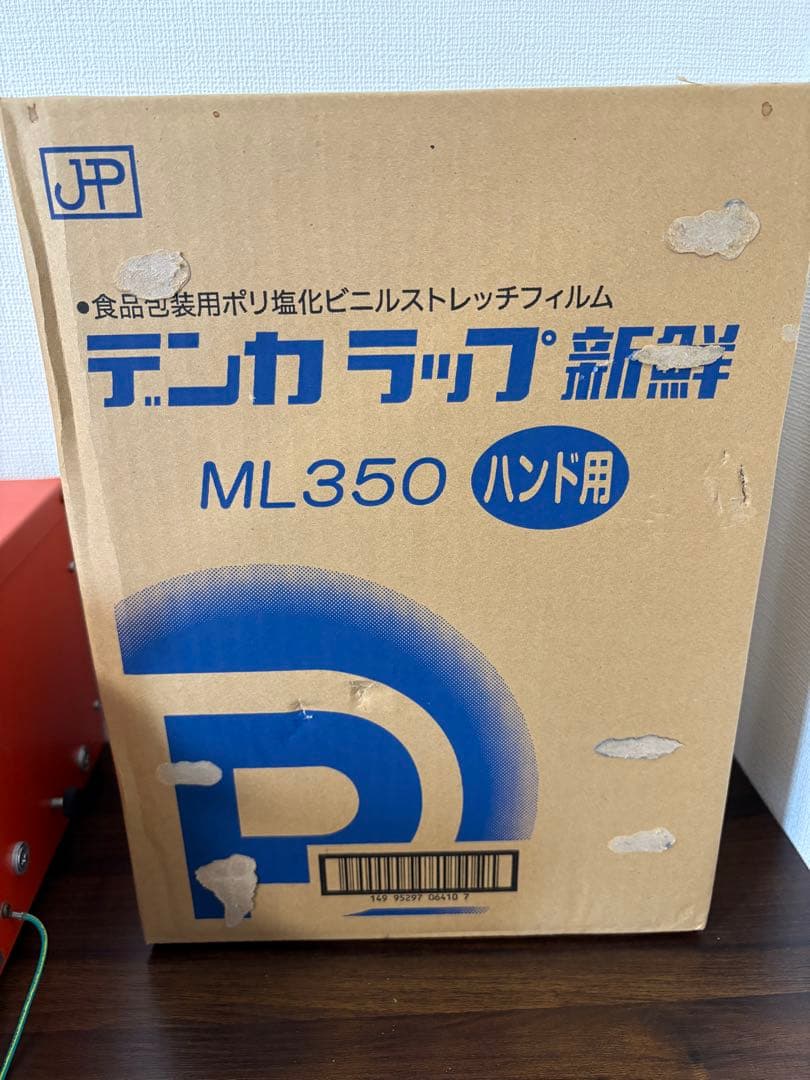 JP
●食品包装用ポリ塩化ビニルストレッチフィルム
デンカラップ新鮮
ML350 ハンド用
149 95297 06410 7